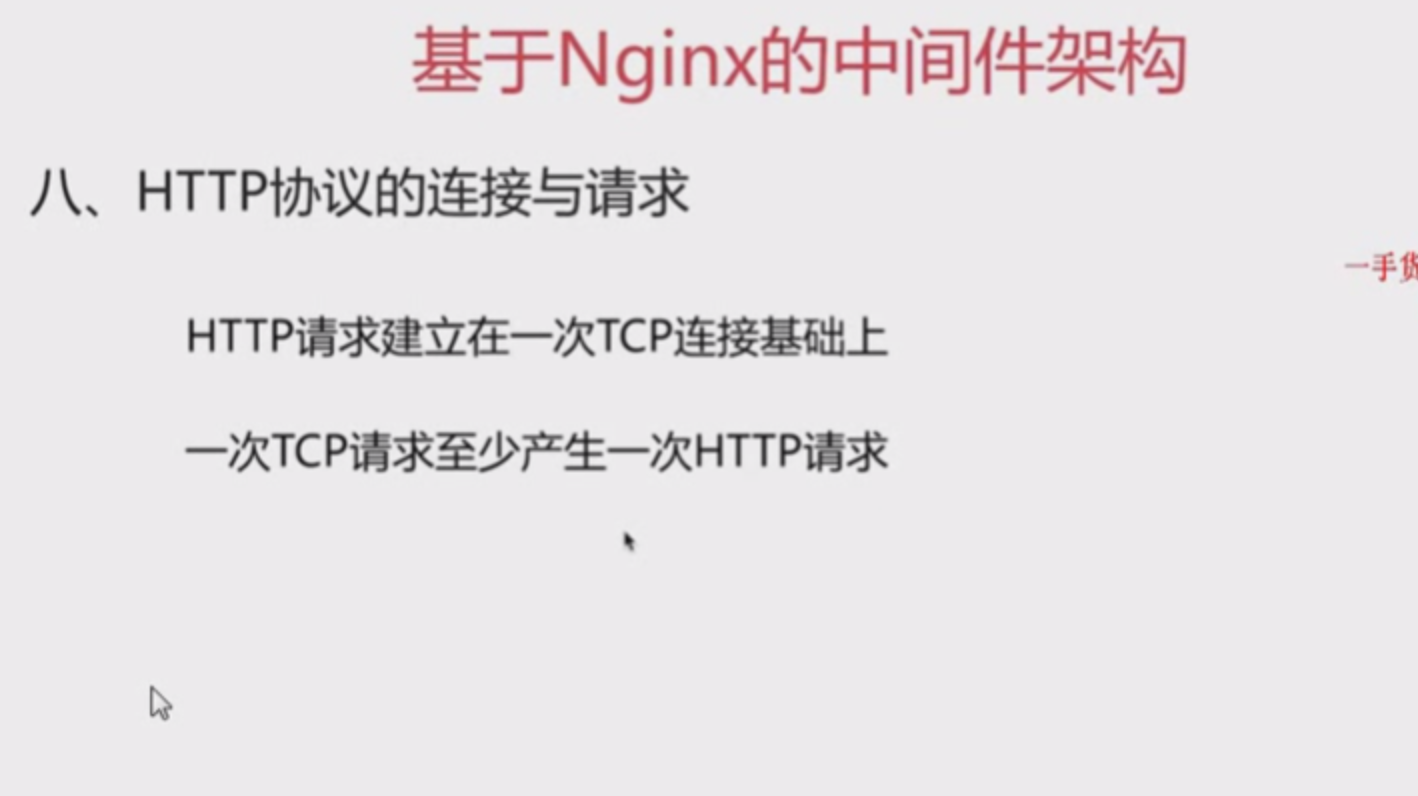 基于Nginx的中间件架构
八、HTTP协议的连接与请求
一手货
HTTP请求建立在一次TCP连接基础上
一次TCP请求至少产生一次HTTP请求